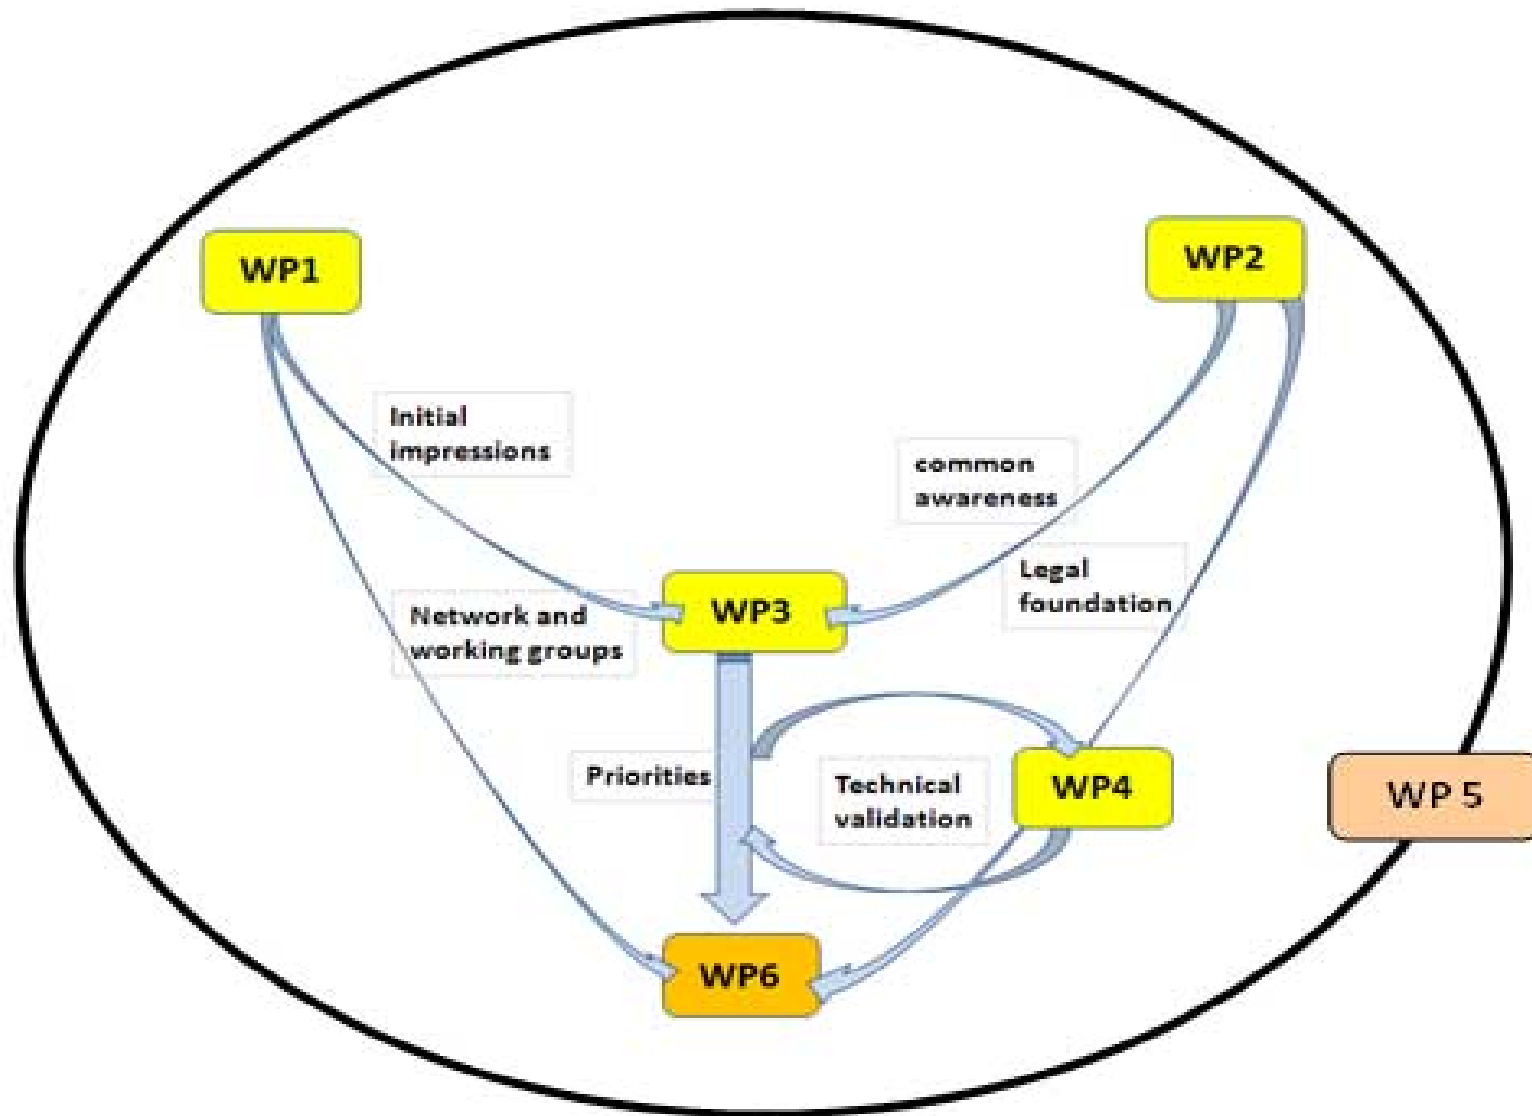 WP1
WP2
Initial
impressions
common
awareness
Legal
foundation
WP3
Network and
working groups
Priorities
Technical
validation
WP4
WP 5
WP6